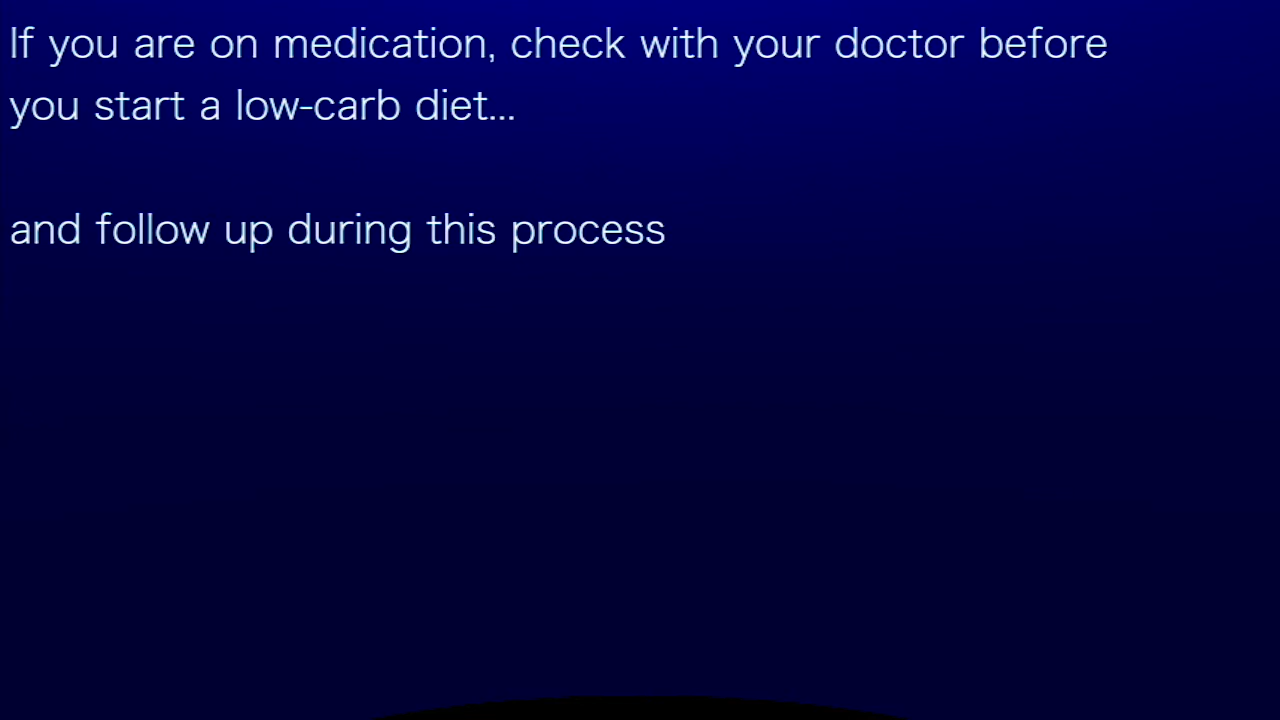 If you are on medication, check with your doctor before
you start a low-carb diet...
and follow up during this process